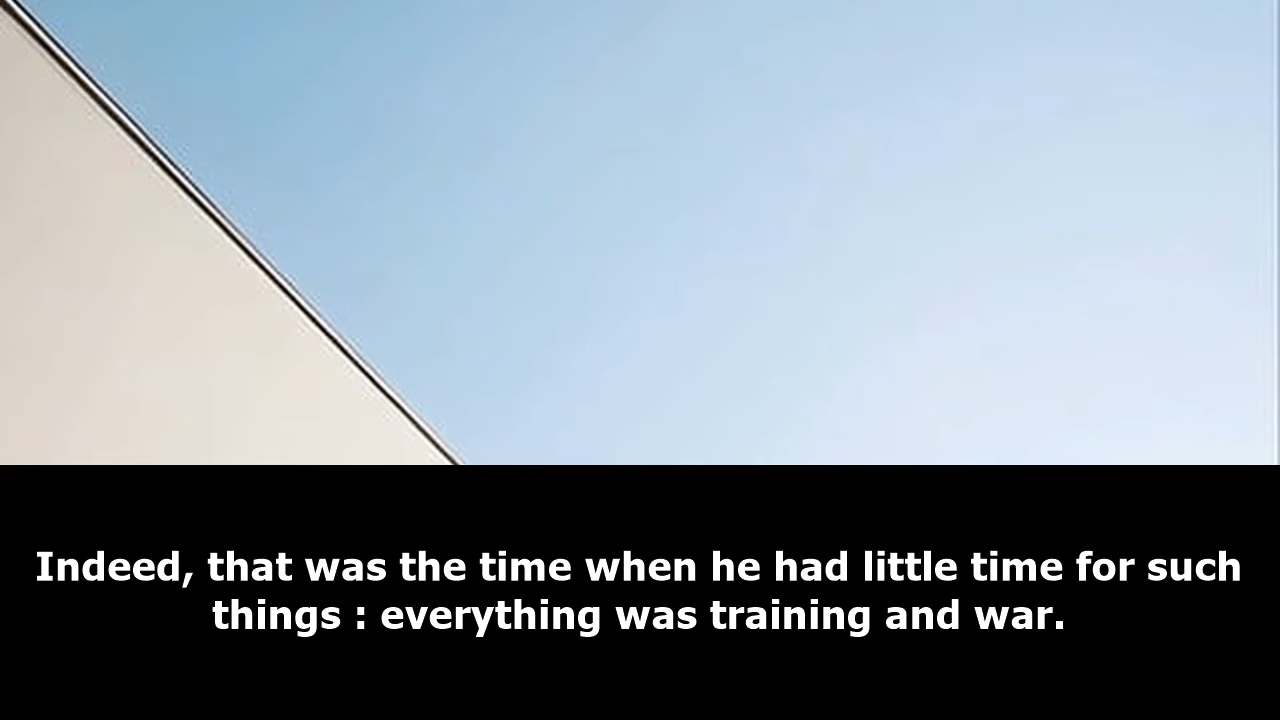 Indeed, that was the time when he had little time for such
things : everything was training and war.